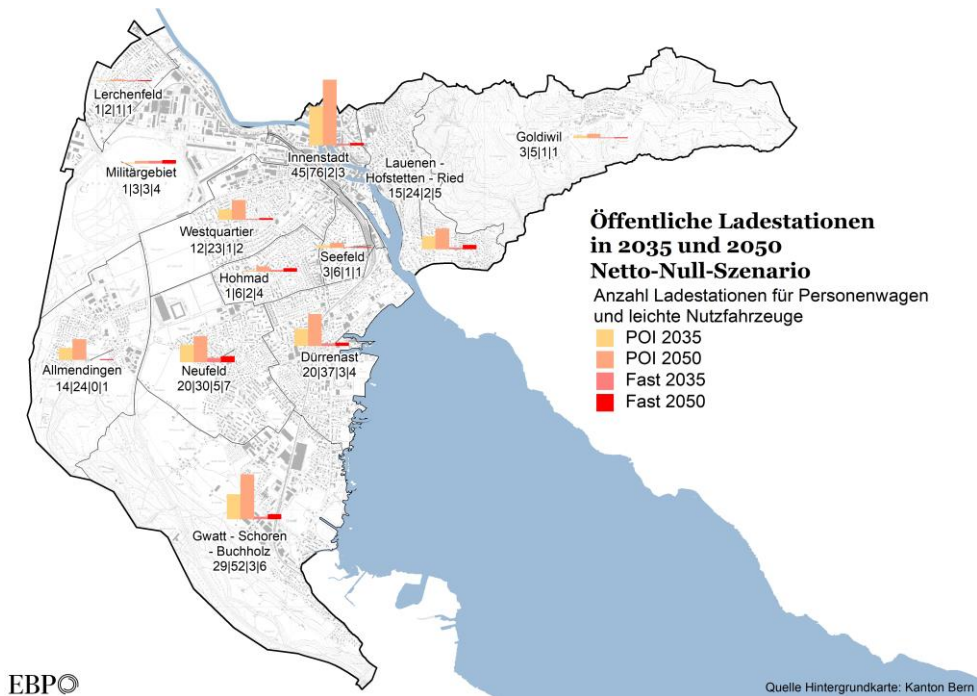 Lerchenfeld
1|2|1|1
Militärgebiet
1|3|3|4
Innenstadt
45|76|2|3
Lauenen -
Hofstetten - Ried
15|24|2|5
Goldiwil
3|5|1|1
Westquartier
12|23|1|2
Seefeld
3|6|1|1
Hohmad
1|6|2|4
Allmendingen
14|24|0|1
Neufeld
20|30|5|7
Dürrenast
20|37|3|4
Gwatt - Schoren
- Buchholz
29|52|3|6
Öffentliche Ladestationen
in 2035 und 2050
Netto-Null-Szenario
Anzahl Ladestationen für Personenwagen
und leichte Nutzfahrzeuge
POI 2035
POI 2050
Fast 2035
Fast 2050
EBP
Quelle Hintergrundkarte: Kanton Bern